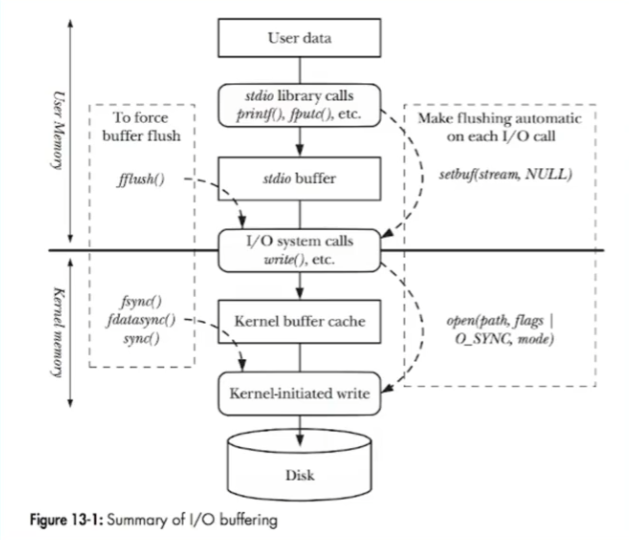 User data
stdio library calls
printf(), fputc(), etc.
To force
buffer flush
Make flushing automatic
on each I/O call
User Memory
fflush()
stdio buffer
setbuf(stream, NULL)
I/O system calls
write(), etc.
Kernel memory
fsync()
fdatasync()
sync()
Kernel buffer cache
open(path, flags |
O_SYNC, mode)
Kernel-initiated write
Disk
Figure 13-1: Summary of I/O buffering